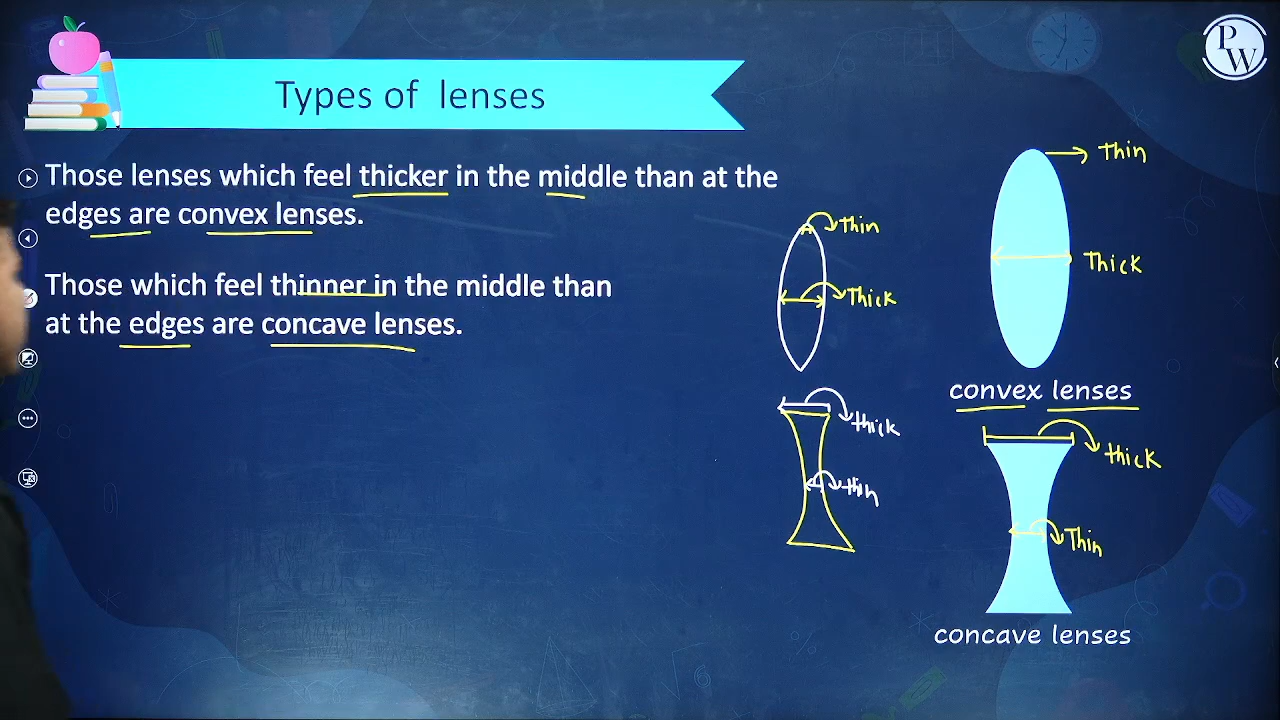 PW
Types of lenses
Those lenses which feel thicker in the middle than at the
edges are convex lenses.
Those which feel thinner in the middle than
at the edges are concave lenses.
Thin
Thick
Thin
Thick
convex lenses
thick
thin
thick
Thin
concave lenses